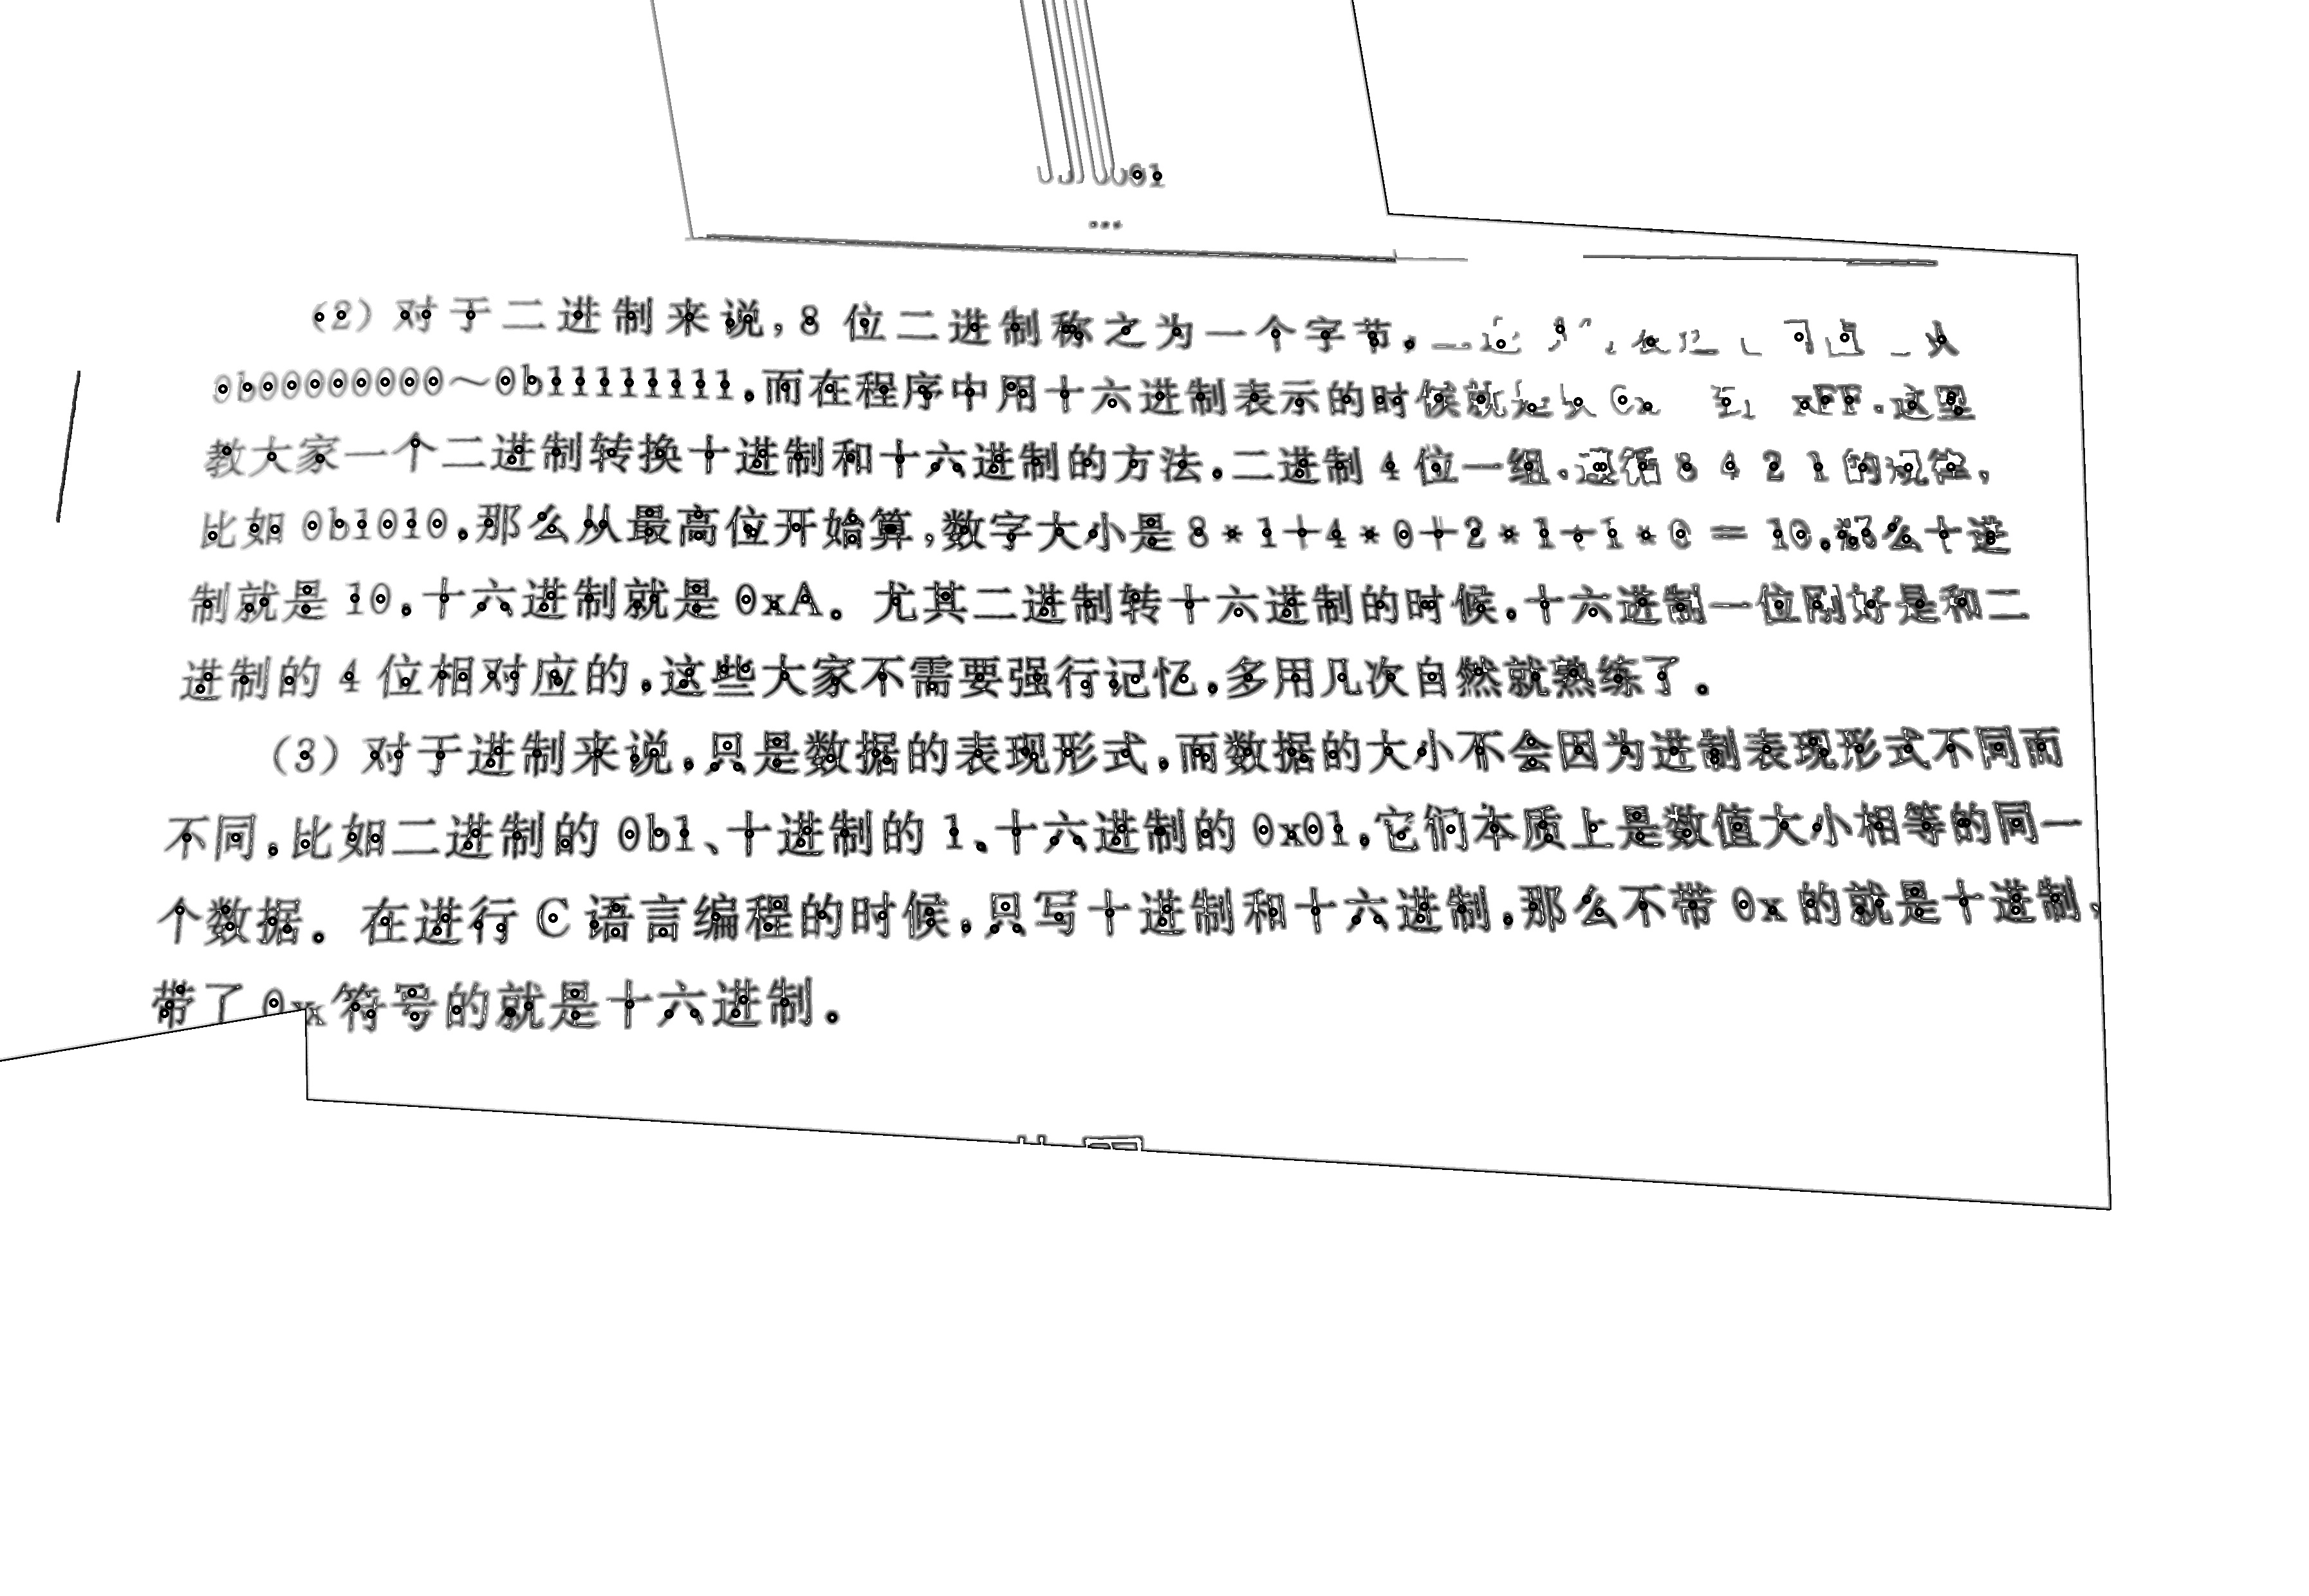 01
...
(2) 对于二进制来说,8 位二进制称之为一个字节,二进
0b00000000～0b11111111,而在程序中用十六进制表示的时候就是从 0x 到 xFF,这里
教大家一个二进制转换十进制和十六进制的方法,二进制 4 位一组,遵循 8 4 2 1 的规律,
比如 0b1010,那么从最高位开始算,数字大小是 8*1+4*0+2*1+1*0 = 10,那么十进
制就是 10,十六进制就是 0xA。尤其二进制转十六进制的时候,十六进制一位刚好是和二
进制的 4 位相对应的,这些大家不需要强行记忆,多用几次自然就熟练了。
(3) 对于进制来说,只是数据的表现形式,而数据的大小不会因为进制表现形式不同而
不同,比如二进制的 0b1、十进制的 1、十六进制的 0x01,它们本质上是数值大小相等的同一
个数据。在进行 C 语言编程的时候,只写十进制和十六进制,那么不带 0x 的就是十进制,
带了 0x 符号的就是十六进制。